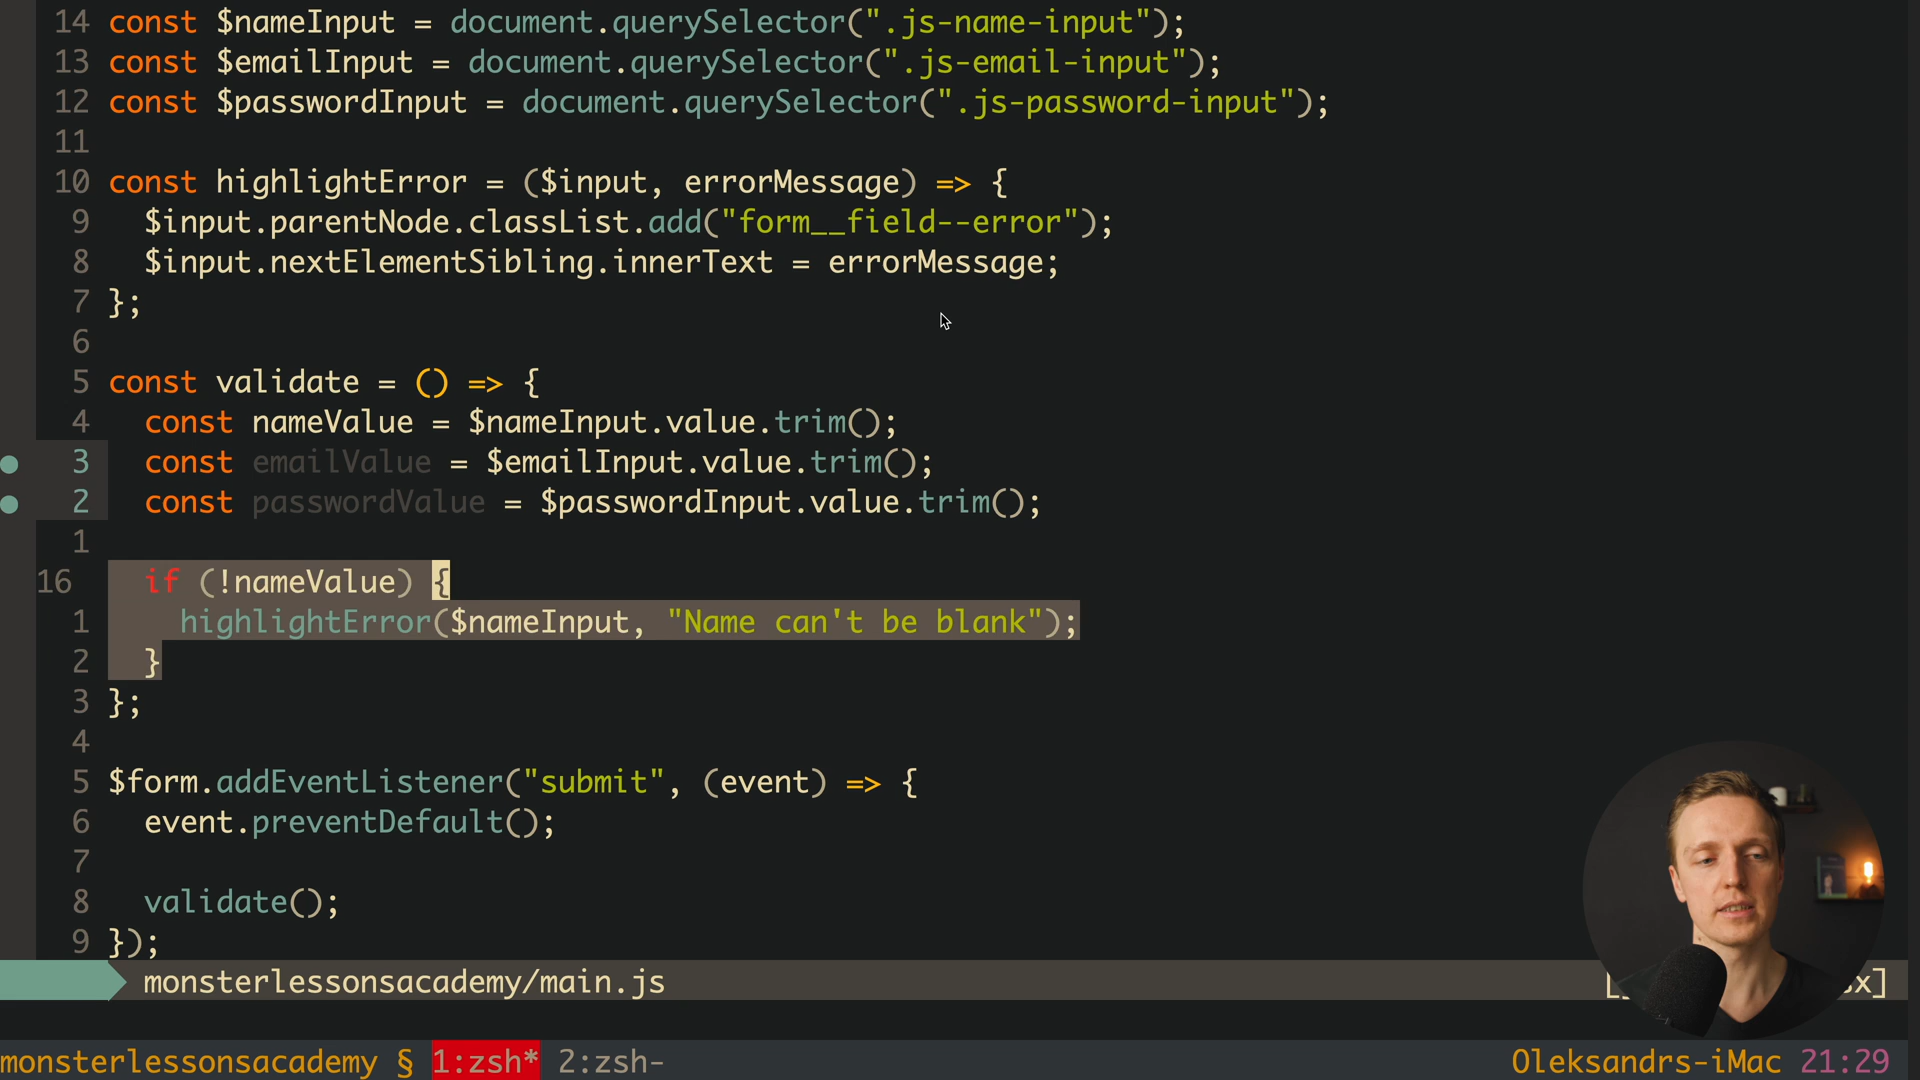 14 const $nameInput = document.querySelector(".js-name-input");
13 const $emailInput = document.querySelector(".js-email-input");
12 const $passwordInput = document.querySelector(".js-password-input");
11
10 const highlightError = ($input, errorMessage) => {
9   $input.parentNode.classList.add("form__field--error");
8   $input.nextElementSibling.innerText = errorMessage;
7 };
6
5 const validate = () => {
4   const nameValue = $nameInput.value.trim();
3   const emailValue = $emailInput.value.trim();
2   const passwordValue = $passwordInput.value.trim();
1
16   if (!nameValue) {
1     highlightError($nameInput, "Name can't be blank");
2   }
3 };
4
5 $form.addEventListener("submit", (event) => {
6   event.preventDefault();
7
8   validate();
9 });
monsterlessonsacademy/main.js
monsterlessonsacademy § 1:zsh* 2:zsh- Oleksandrs-iMac 21:29